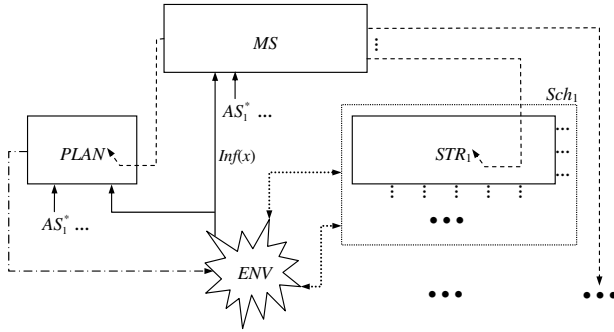 MS
Sch₁
AS₁* ...
PLAN
Inf(x)
STR₁
AS₁* ...
ENV